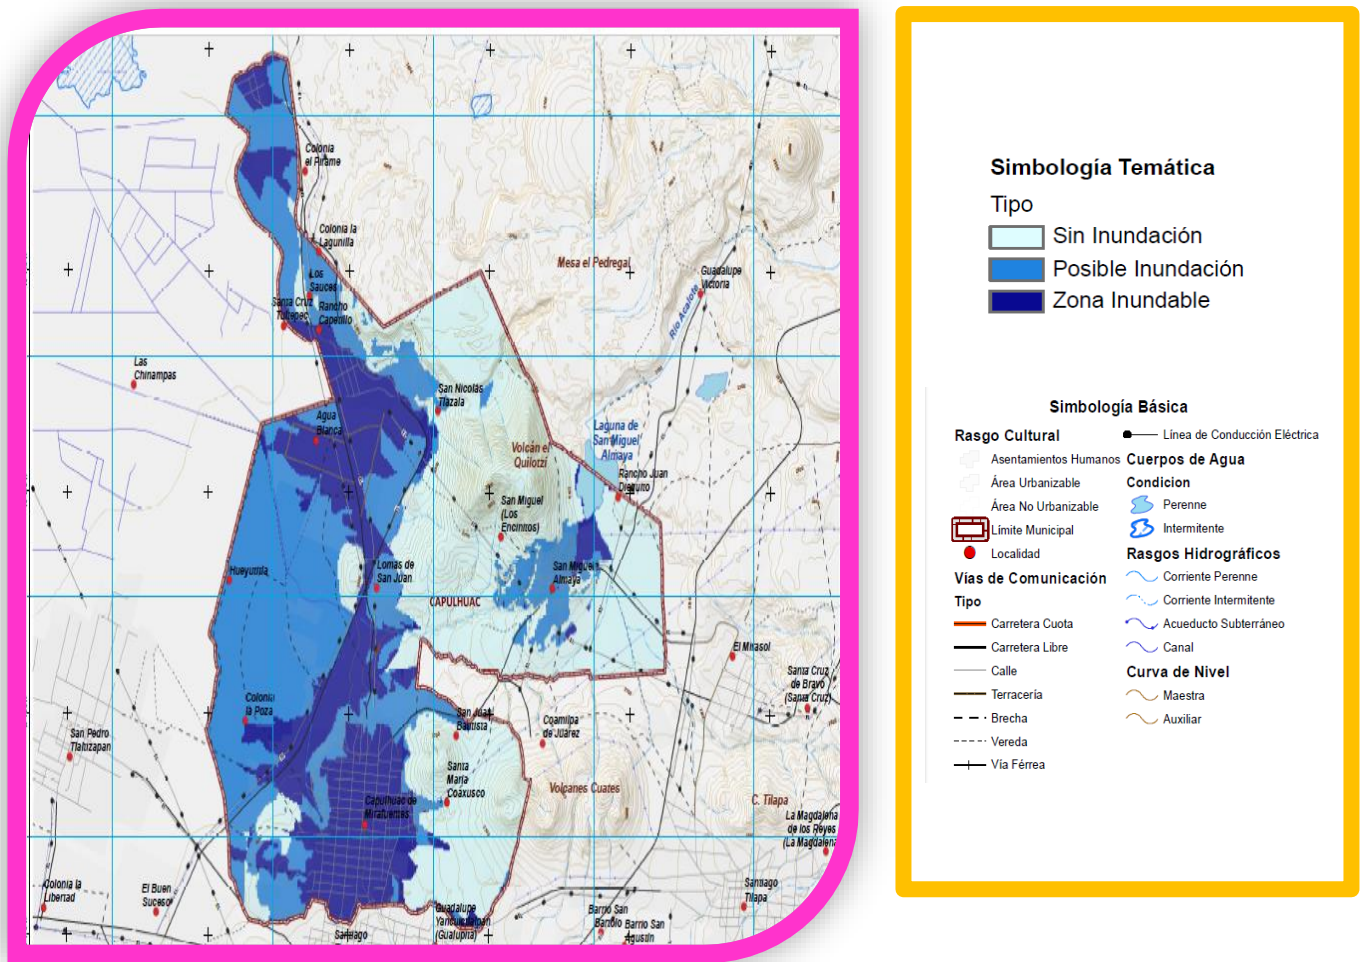 Colonia
el Pirame
Colonia la
Lagunilla
Los
Sauces
Santa Cruz
Tultepec
Rancho
Capetillo
Mesa el Pedregal
Guadalupe
Victoria
Río Acalote
Las
Chinampas
San Nicolás
Tlazala
Agua
Blanca
Volcán el
Quilotzi
Laguna de
San Miguel
Almaya
Rancho Juan
Dieguno
San Miguel
(Los
Encinitos)
Hueyutitla
Lomas de
San Juan
San Miguel
Almaya
CAPULHUAC
El Mirasol
Santa Cruz
de Bravo
(Santa Cruz)
Colonia
la Poza
San Juan
Bautista
Coamilpa
de Juárez
San Pedro
Tlaltizapan
Santa
María
Coaxusco
Volcanes Cuates
C. Tilapa
Capulhuac de
Mirafuentes
La Magdalena
de los Reyes
(La Magdalena
Colonia la
Libertad
El Buen
Suceso
Santiago
Tilapa
Guadalupe
Yancuictlalpan
(Gualupita)
Barrio San
Bartolo
Barrio San
Agustín
Santiago
Simbología Temática
Tipo
Sin Inundación
Posible Inundación
Zona Inundable
Simbología Básica
Rasgo Cultural
Asentamientos Humanos
Área Urbanizable
Área No Urbanizable
Límite Municipal
Localidad
Vías de Comunicación
Tipo
Carretera Cuota
Carretera Libre
Calle
Terracería
Brecha
Vereda
Vía Férrea
Línea de Conducción Eléctrica
Cuerpos de Agua
Condicion
Perenne
Intermitente
Rasgos Hidrográficos
Corriente Perenne
Corriente Intermitente
Acueducto Subterráneo
Canal
Curva de Nivel
Maestra
Auxiliar